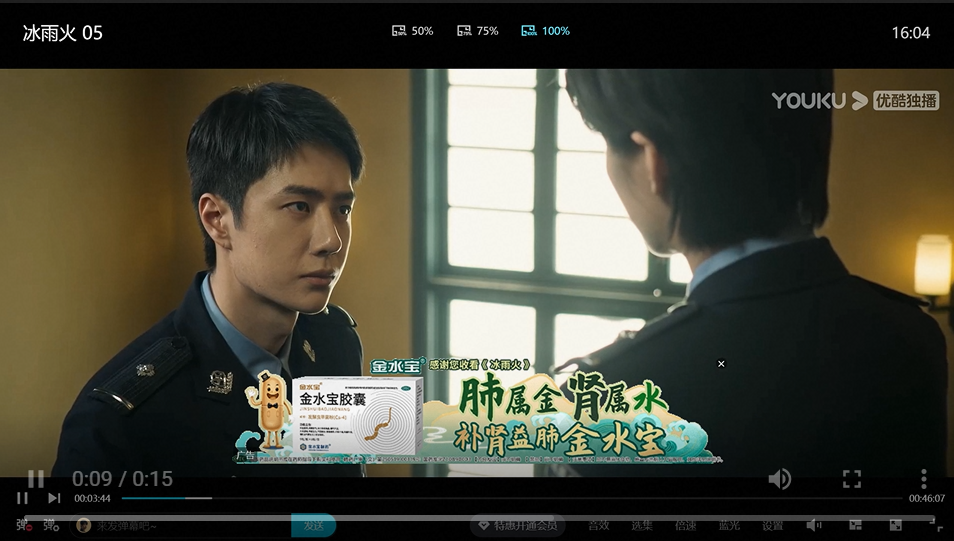 冰雨火 05
50%
75%
100%
16:04
YOUKU 优酷独播
金水宝 感谢您收看《冰雨火》
肺属金肾属水
补肾益肺金水宝
金水宝
金水宝胶囊
JINSHUIBAOJIAONANG
广告
0:09 / 0:15
00:03:44
00:46:07
弹 弹 来发弹幕吧~ 发送 特惠开通会员 音效 选集 倍速 蓝光 设置